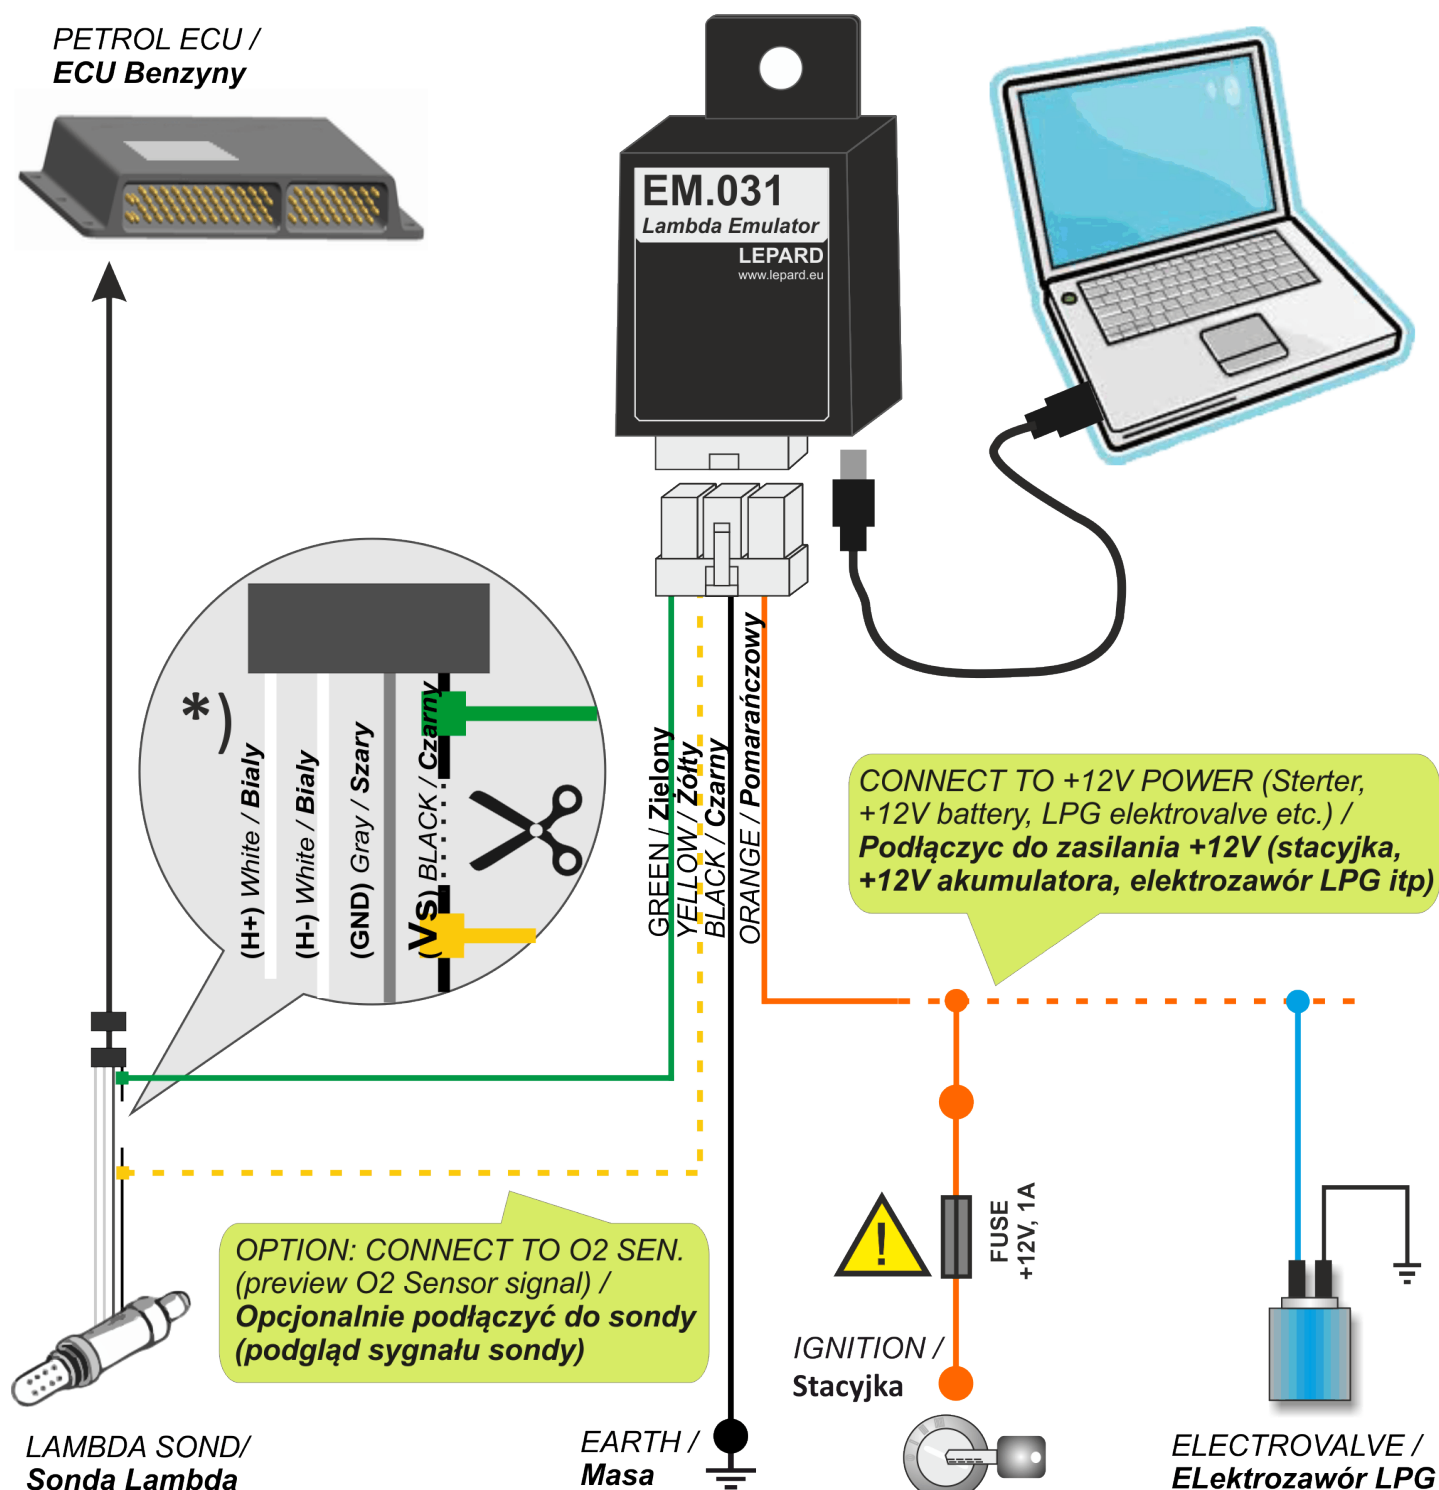 PETROL ECU /
ECU Benzyny
EM.031
Lambda Emulator
LEPARD
www.lepard.eu
*)
(H+) White / Biały
(H-) White / Biały
(GND) Gray / Szary
(Vs) BLACK / Czarny
GREEN / Zielony
YELLOW / Żółty
BLACK / Czarny
ORANGE / Pomarańczowy
CONNECT TO +12V POWER (Sterter,
+12V battery, LPG elektrovalve etc.) /
Podłączyc do zasilania +12V (stacyjka,
+12V akumulatora, elektrozawór LPG itp)
OPTION: CONNECT TO O2 SEN.
(preview O2 Sensor signal) /
Opcjonalnie podłączyć do sondy
(podgląd sygnału sondy)
!
FUSE
+12V, 1A
IGNITION /
Stacyjka
LAMBDA SOND/
Sonda Lambda
EARTH /
Masa
ELECTROVALVE /
ELektrozawór LPG